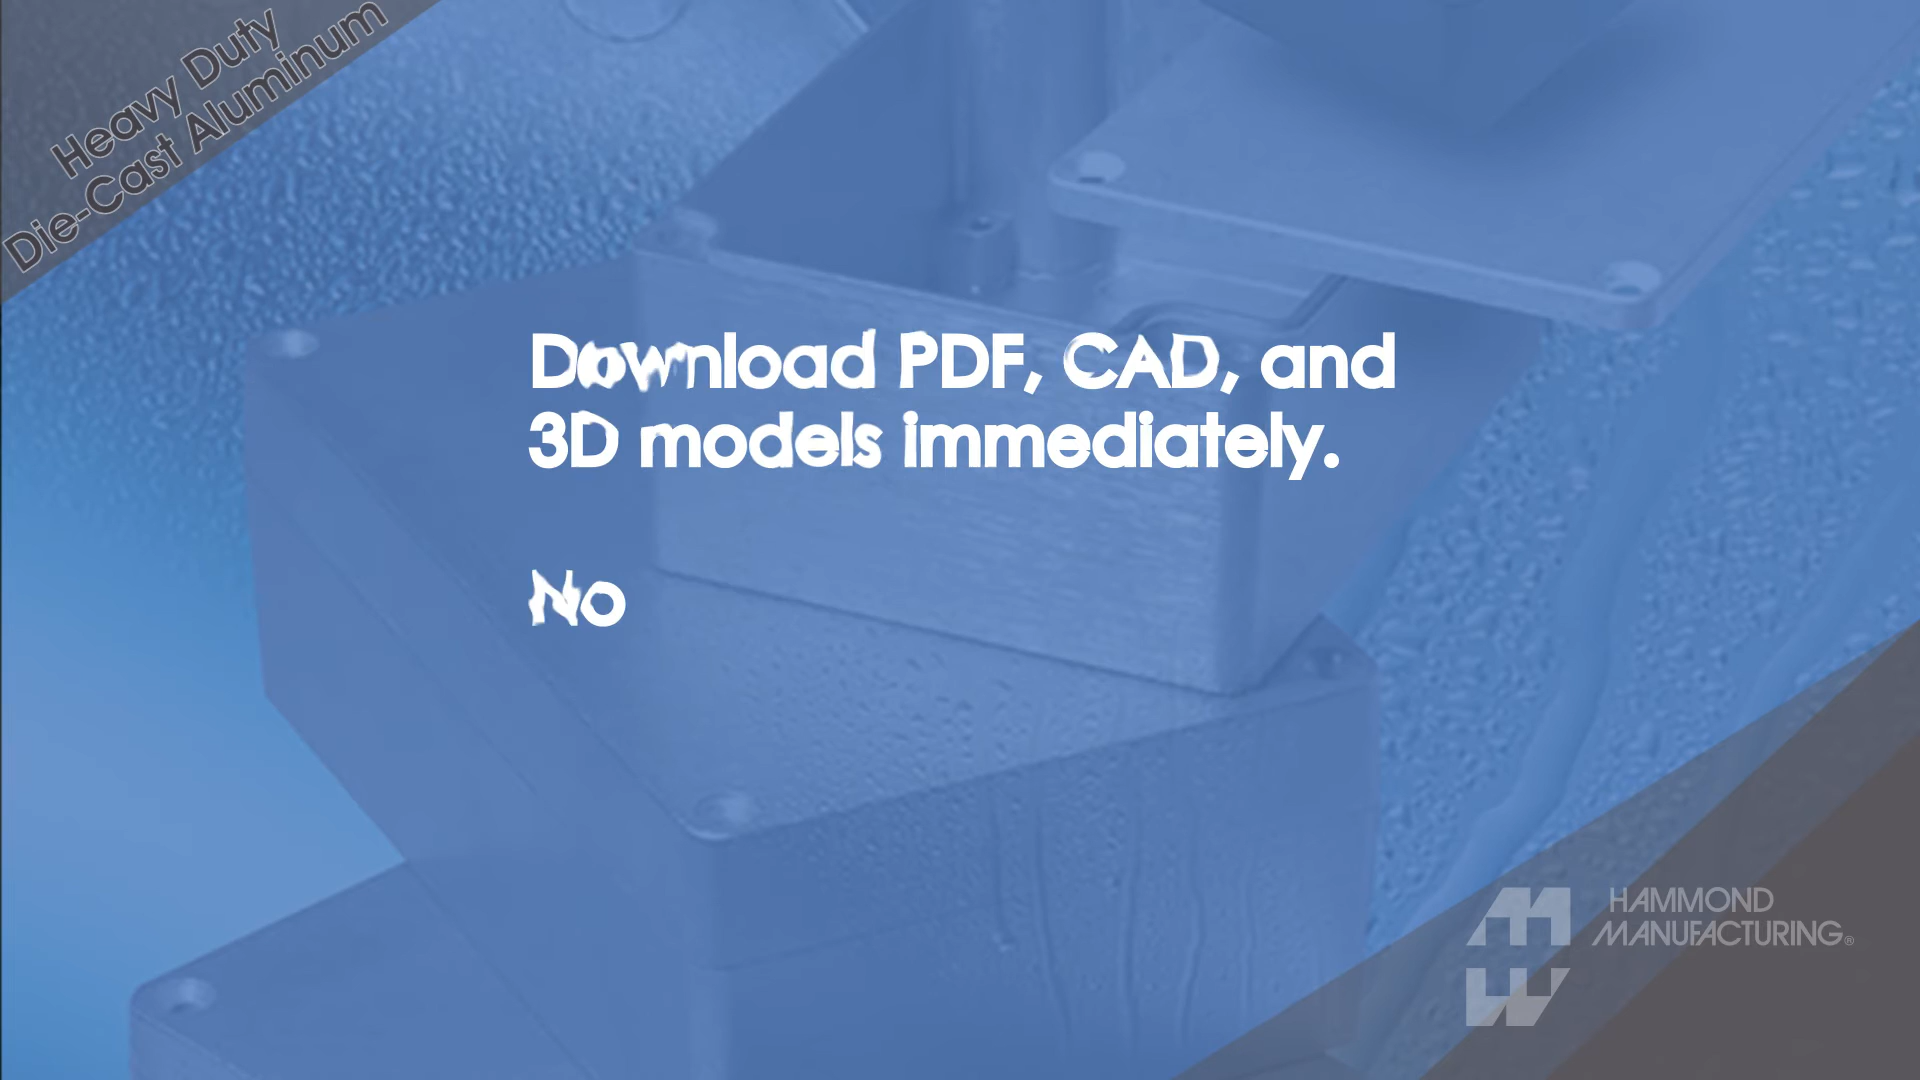 Heavy Duty
Die-Cast Aluminum
Download PDF, CAD, and
3D models immediately.
No
HAMMOND
MANUFACTURING®